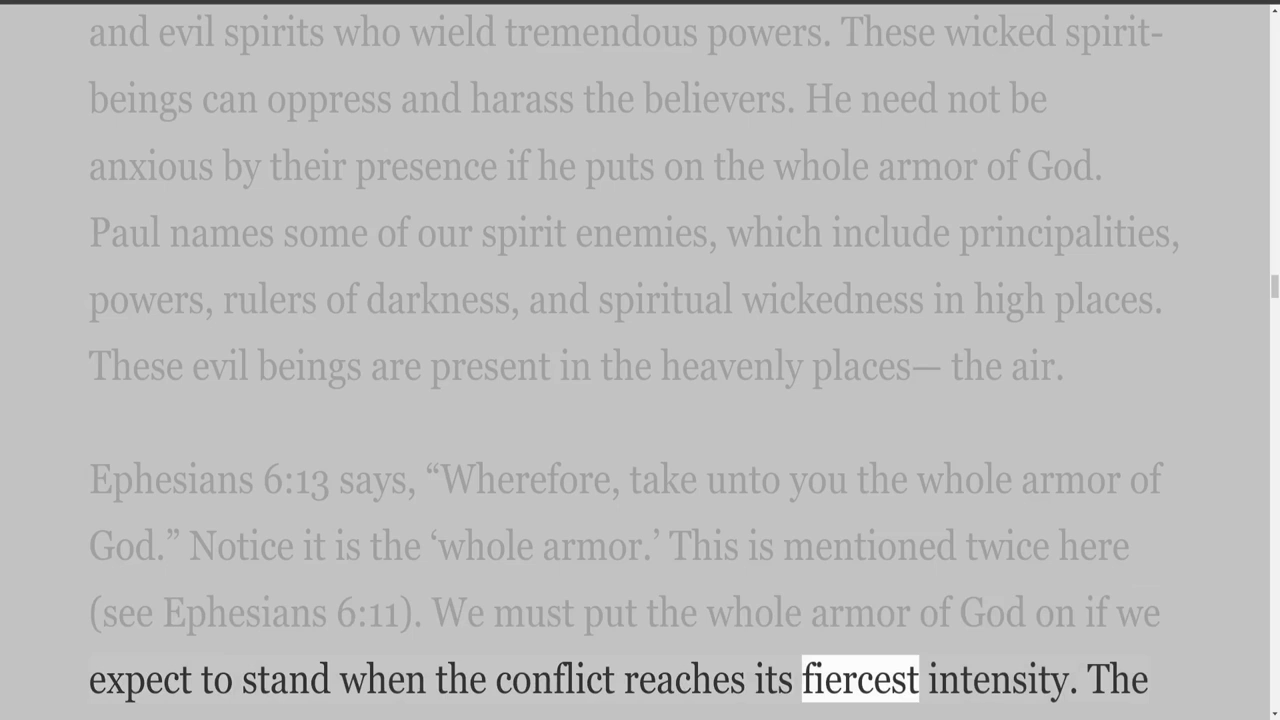 and evil spirits who wield tremendous powers. These wicked spirit-
beings can oppress and harass the believers. He need not be
anxious by their presence if he puts on the whole armor of God.
Paul names some of our spirit enemies, which include principalities,
powers, rulers of darkness, and spiritual wickedness in high places.
These evil beings are present in the heavenly places— the air.
Ephesians 6:13 says, “Wherefore, take unto you the whole armor of
God.” Notice it is the ‘whole armor.’ This is mentioned twice here
(see Ephesians 6:11). We must put the whole armor of God on if we
expect to stand when the conflict reaches its fiercest intensity. The